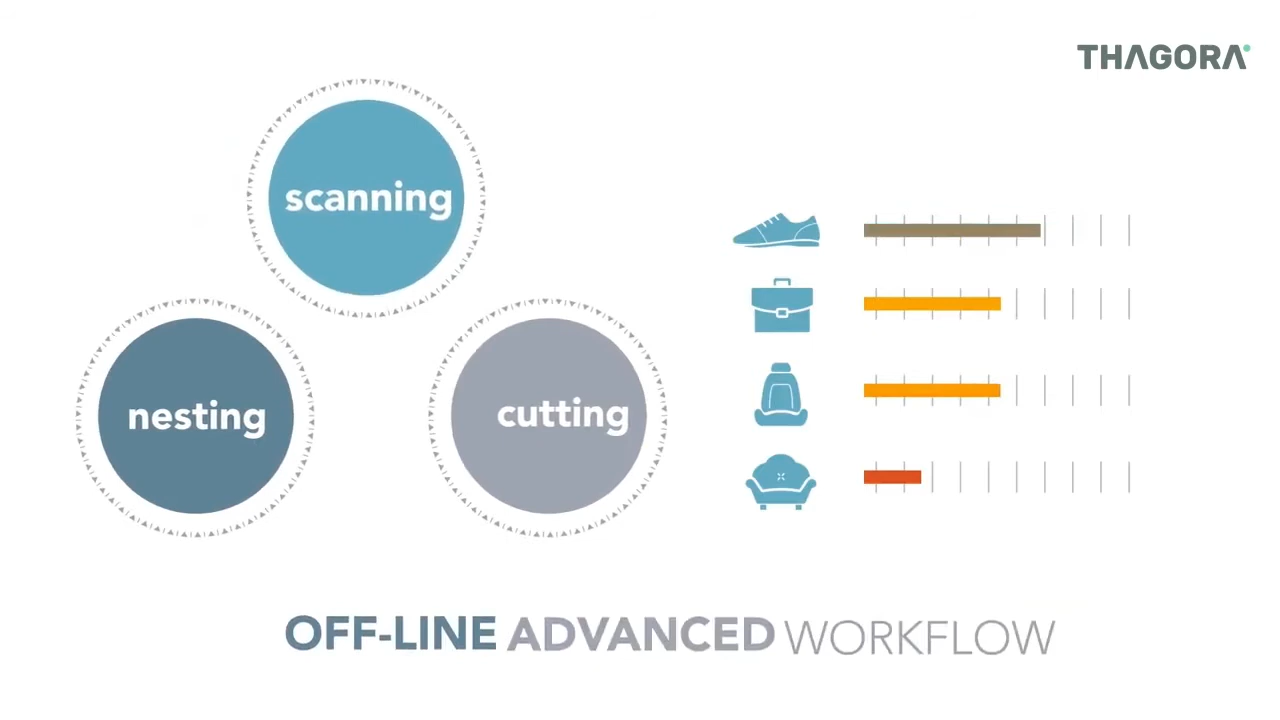 THAGORA
scanning
nesting
cutting
OFF-LINE ADVANCED WORKFLOW